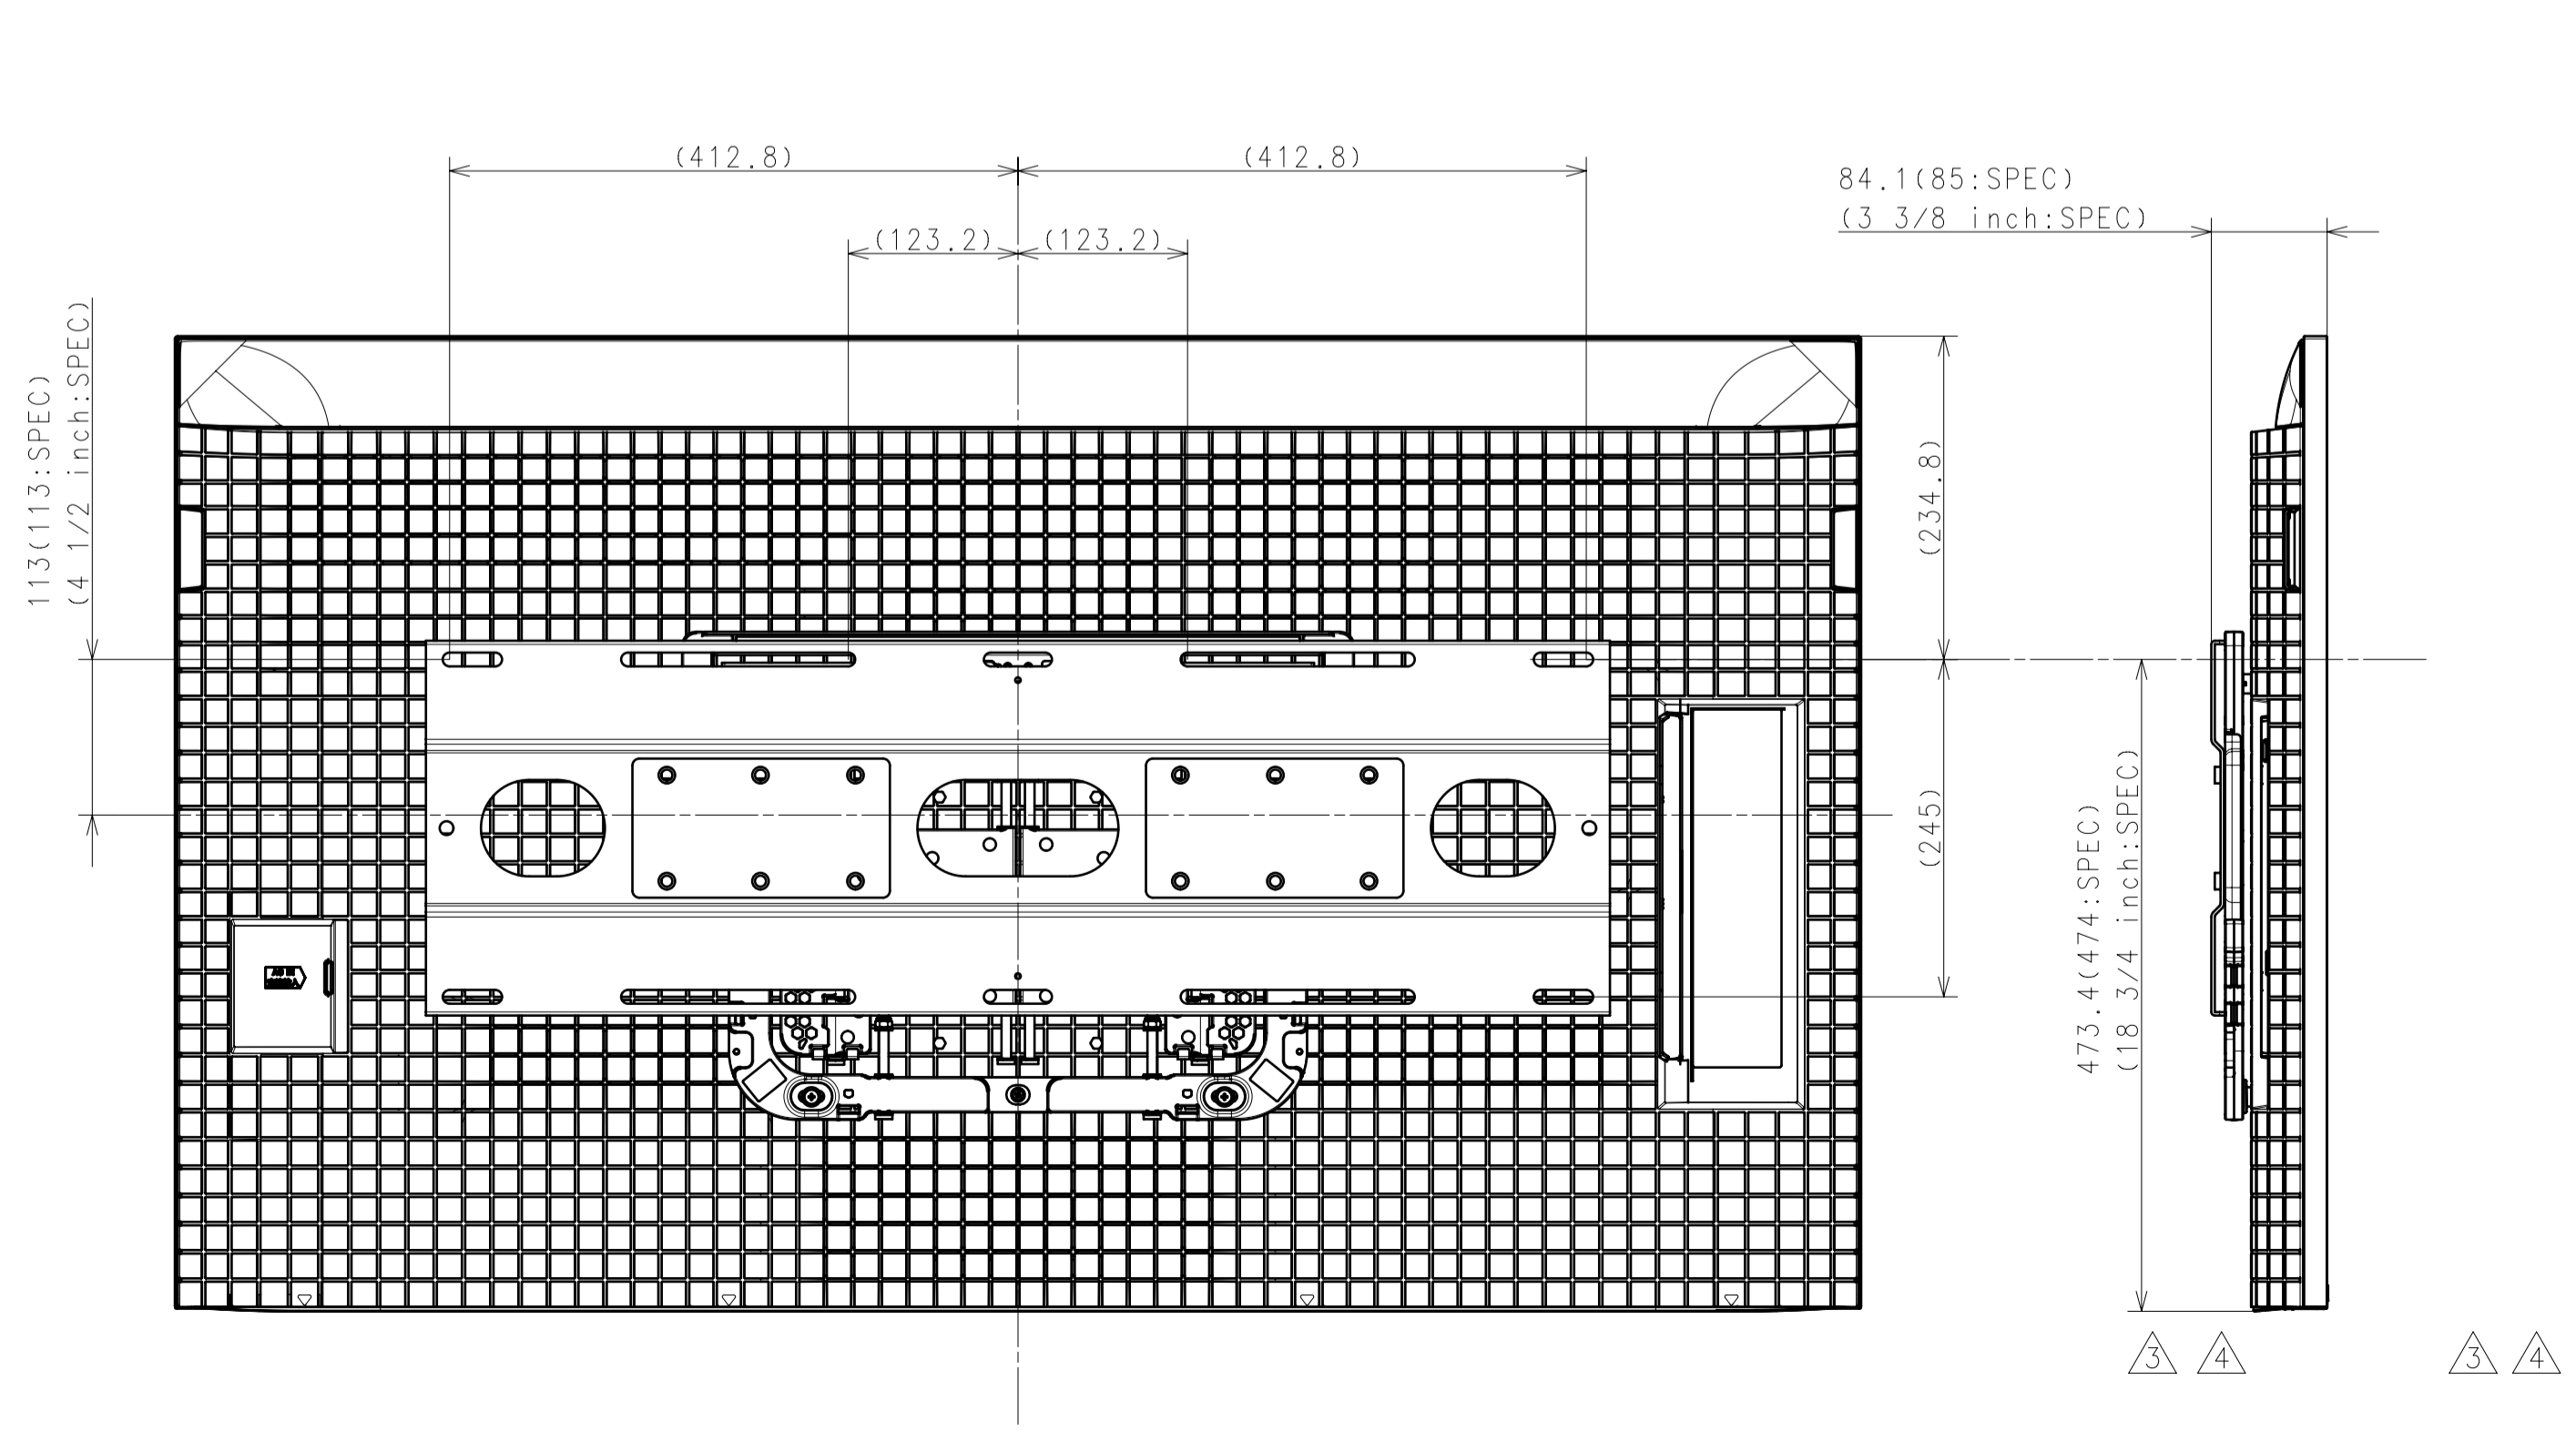 (412.8)
(412.8)
84.1(85:SPEC)
(3 3/8 inch:SPEC)
(123.2)
(123.2)
113(113:SPEC)
(4 1/2 inch:SPEC)
(234.8)
(245)
473.4(474:SPEC)
(18 3/4 inch:SPEC)
3
4
3
4